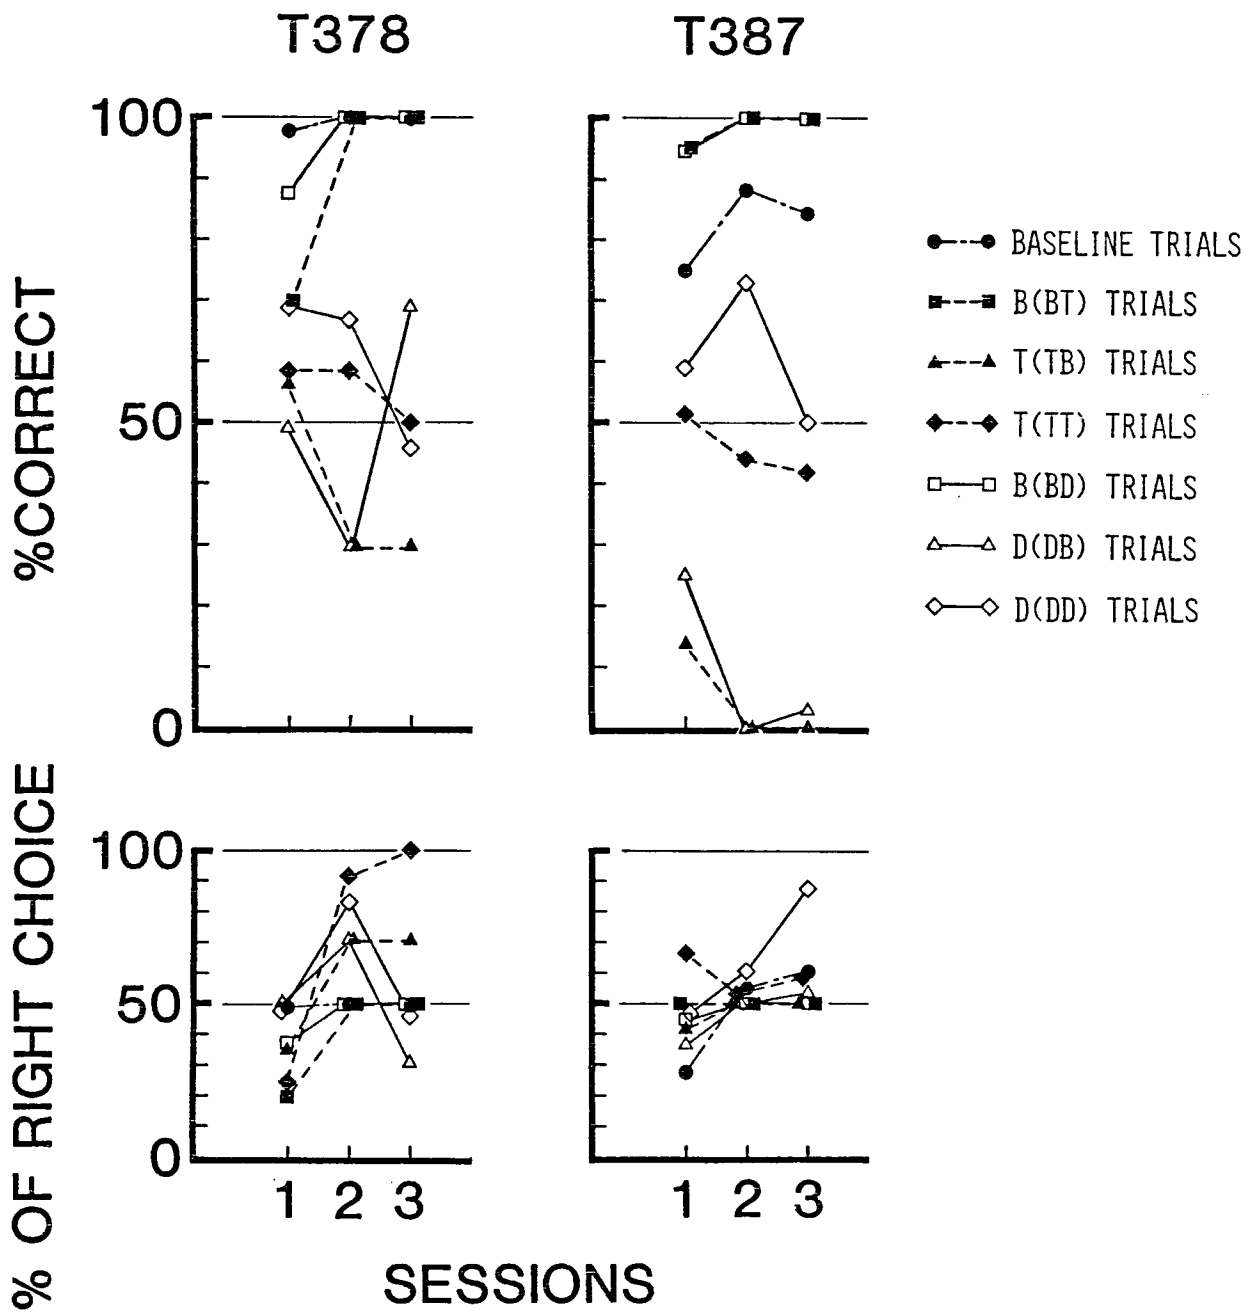 T378
T387
100
50
0
%CORRECT
BASELINE TRIALS
B(BT) TRIALS
T(TB) TRIALS
T(TT) TRIALS
B(BD) TRIALS
D(DB) TRIALS
D(DD) TRIALS
100
50
0
% OF RIGHT CHOICE
1 2 3
1 2 3
SESSIONS